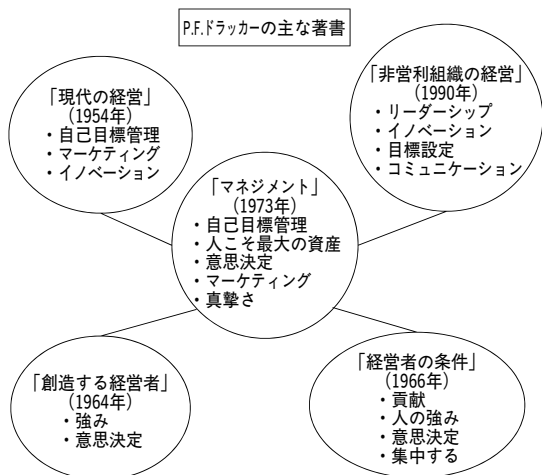 P.F.ドラッカーの主な著書
「現代の経営」
(1954年)
・自己目標管理
・マーケティング
・イノベーション
「非営利組織の経営」
(1990年)
・リーダーシップ
・イノベーション
・目標設定
・コミュニケーション
「マネジメント」
(1973年)
・自己目標管理
・人こそ最大の資産
・意思決定
・マーケティング
・真摯さ
「創造する経営者」
(1964年)
・強み
・意思決定
「経営者の条件」
(1966年)
・貢献
・人の強み
・意思決定
・集中する